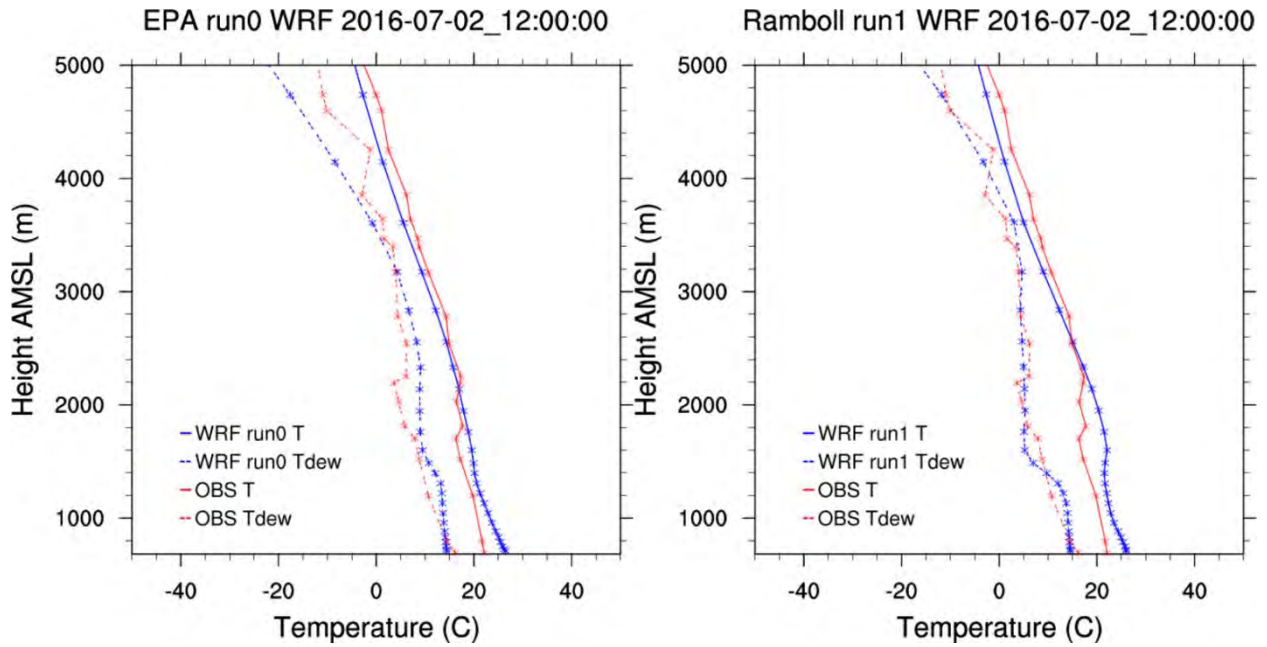 EPA run0 WRF 2016-07-02_12:00:00
5000
4000
3000
2000
1000
Height AMSL (m)
WRF run0 T
WRF run0 Tdew
OBS T
OBS Tdew
-40 -20 0 20 40
Temperature (C)
Ramboll run1 WRF 2016-07-02_12:00:00
5000
4000
3000
2000
1000
Height AMSL (m)
WRF run1 T
WRF run1 Tdew
OBS T
OBS Tdew
-40 -20 0 20 40
Temperature (C)